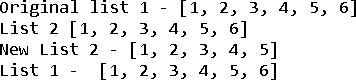 Original list 1 - [1, 2, 3, 4, 5, 6]
List 2 [1, 2, 3, 4, 5, 6]
New List 2 - [1, 2, 3, 4, 5]
List 1 -  [1, 2, 3, 4, 5, 6]